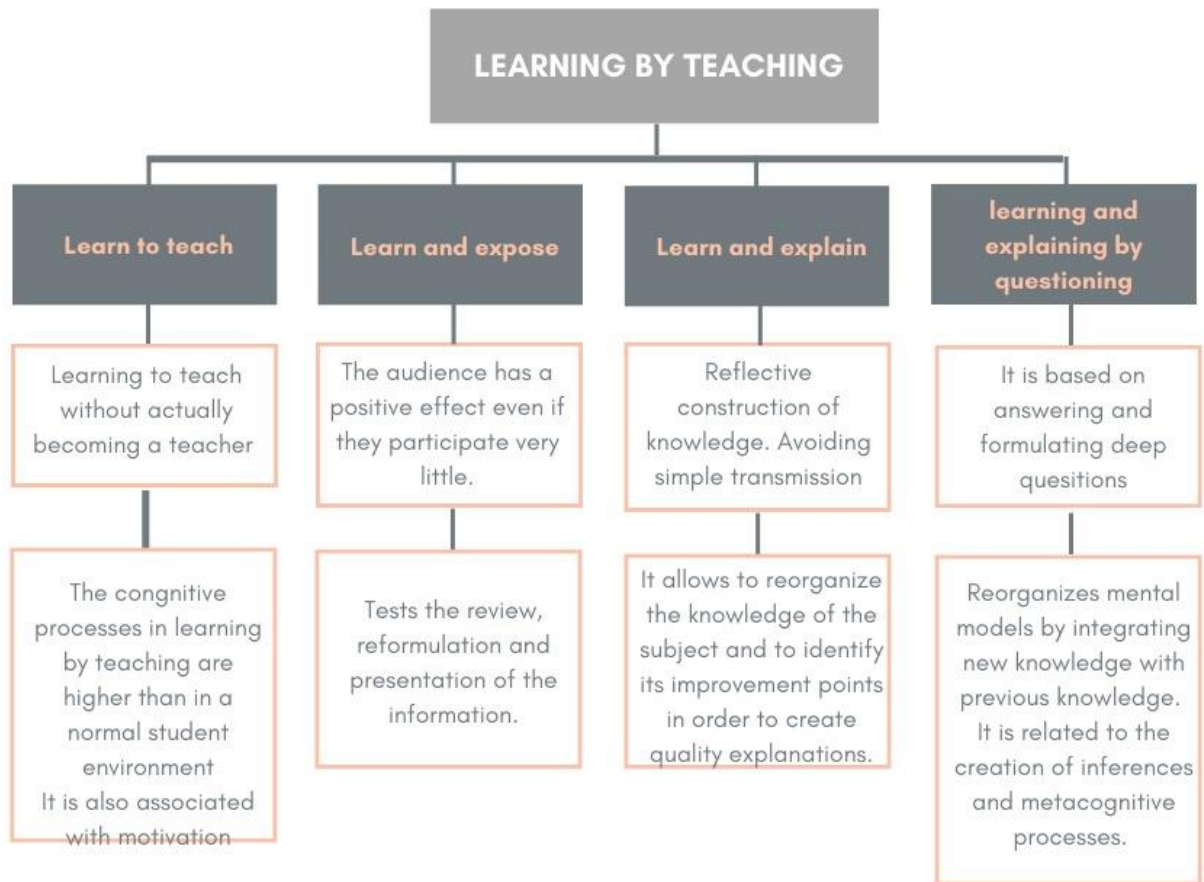 LEARNING BY TEACHING
Learn to teach
Learning to teach
without actually
becoming a teacher
The congnitive
processes in learning
by teaching are
higher than in a
normal student
environment
It is also associated
with motivation
Learn and expose
The audience has a
positive effect even if
they participate very
little.
Tests the review,
reformulation and
presentation of the
information.
Learn and explain
Reflective
construction of
knowledge. Avoiding
simple transmission
It allows to reorganize
the knowledge of the
subject and to identify
its improvement points
in order to create
quality explanations.
learning and
explaining by
questioning
It is based on
answering and
formulating deep
quesitions
Reorganizes mental
models by integrating
new knowledge with
previous knowledge.
It is related to the
creation of inferences
and metacognitive
processes.